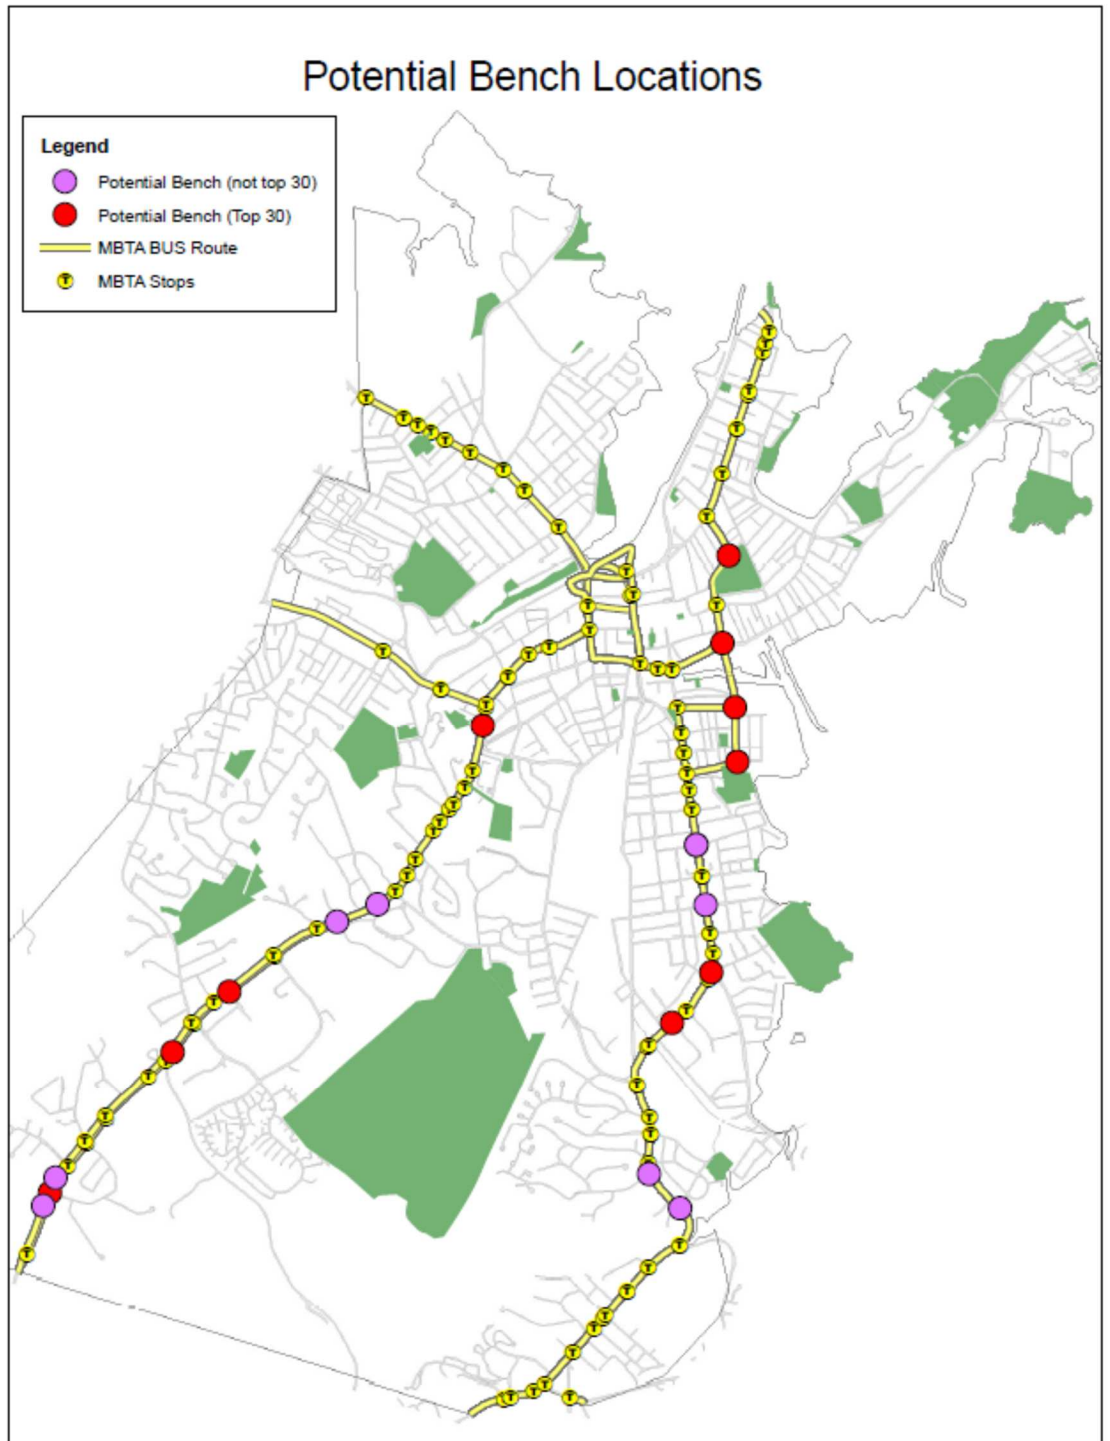 Potential Bench Locations
Legend
Potential Bench (not top 30)
Potential Bench (Top 30)
MBTA BUS Route
T MBTA Stops